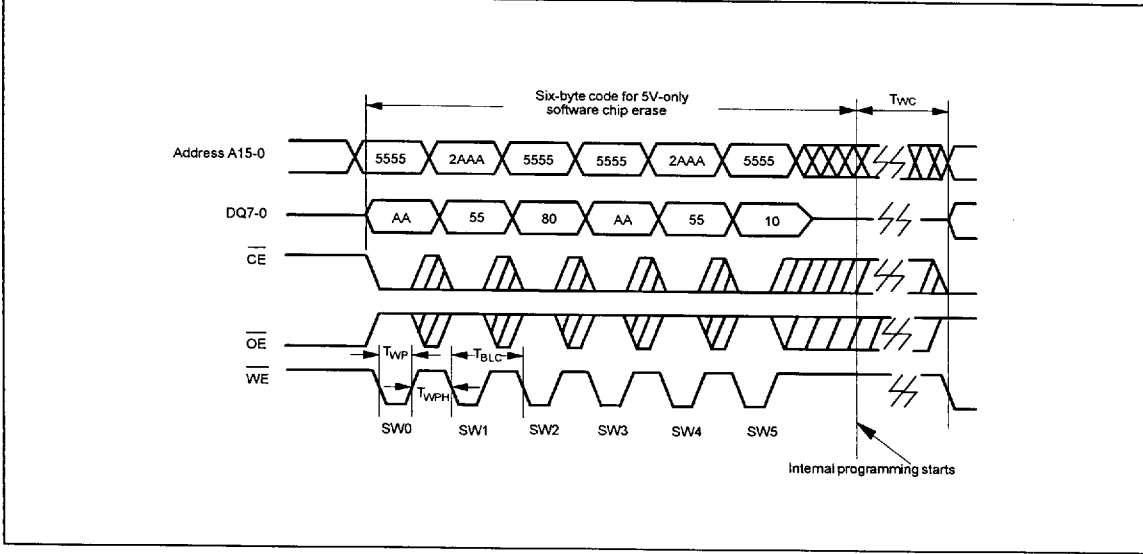 Six-byte code for 5V-only
software chip erase
TWC
Address A15-0
5555 2AAA 5555 5555 2AAA 5555
DQ7-0
AA 55 80 AA 55 10
CE
OE
TWP TBLC
WE
TWPH
SW0 SW1 SW2 SW3 SW4 SW5
Internal programming starts